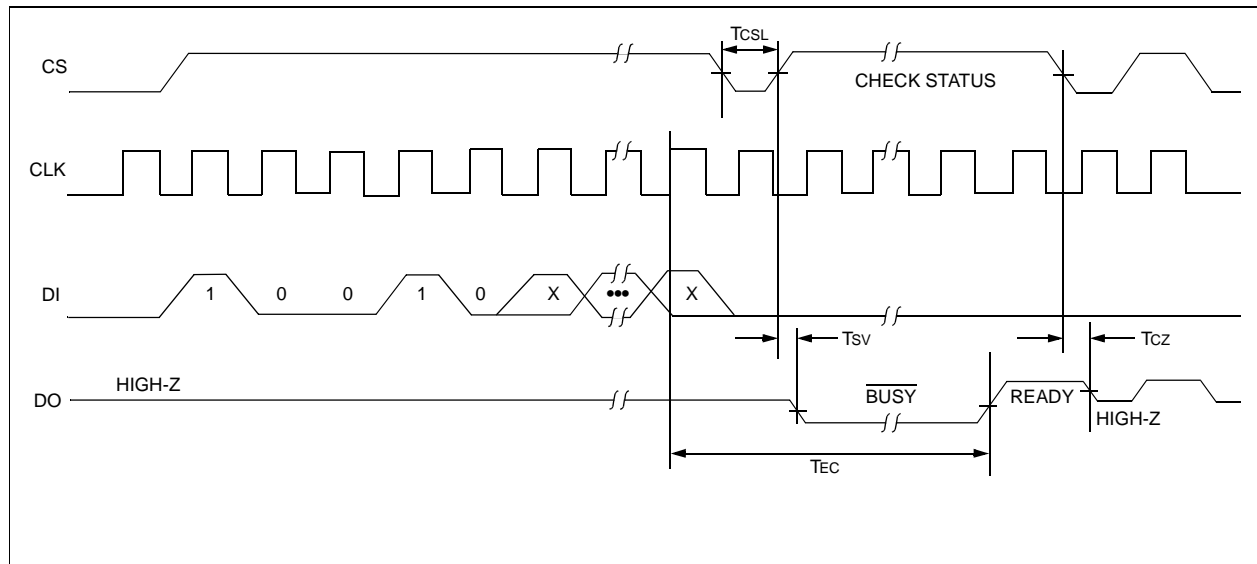 TCSL
CS
CHECK STATUS
CLK
DI
1 0 0 1 0 X ••• X
TSV
TCZ
HIGH-Z
BUSY
READY
DO
HIGH-Z
TEC